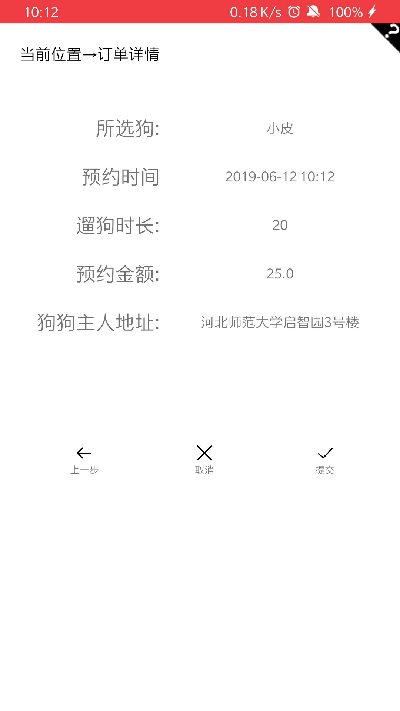 10:12 0.18 K/s 100%
?
当前位置→订单详情
所选狗: 小皮
预约时间 2019-06-12 10:12
遛狗时长: 20
预约金额: 25.0
狗狗主人地址: 河北师范大学启智园3号楼
上一步 取消 提交